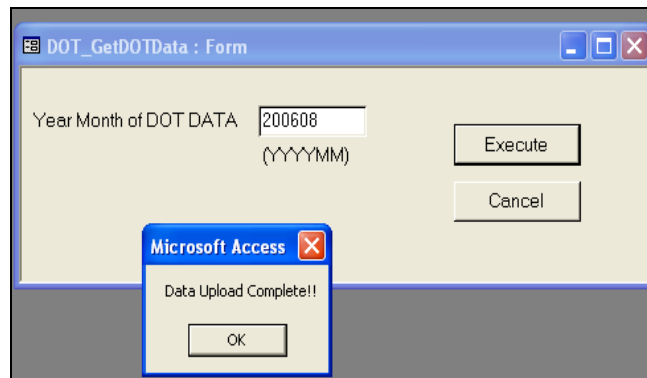 DOT_GetDOTData : Form
Year Month of DOT DATA 200608
(YYYYMM)
Execute
Cancel
Microsoft Access
Data Upload Complete!!
OK